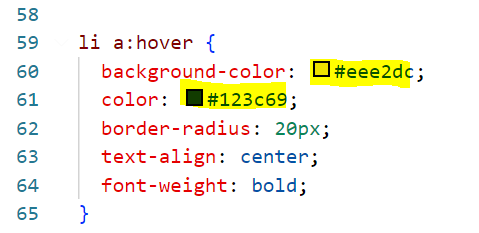 58
59 li a:hover {
60 background-color: #eee2dc;
61 color: #123c69;
62 border-radius: 20px;
63 text-align: center;
64 font-weight: bold;
65 }